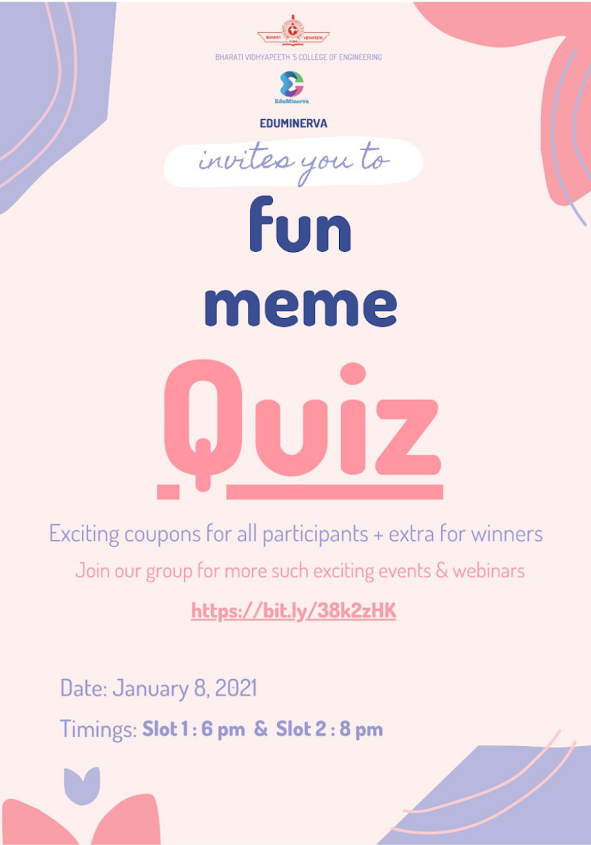 BHARATI VIDYAPEETH
BHARATI VIDHYAPEETH 'S COLLEGE OF ENGINEERING
EduMinerva
EDUMINERVA
invites you to
fun
meme
Quiz
Exciting coupons for all participants + extra for winners
Join our group for more such exciting events & webinars
https://bit.ly/38k2zHK
Date: January 8, 2021
Timings: Slot 1 : 6 pm & Slot 2 : 8 pm